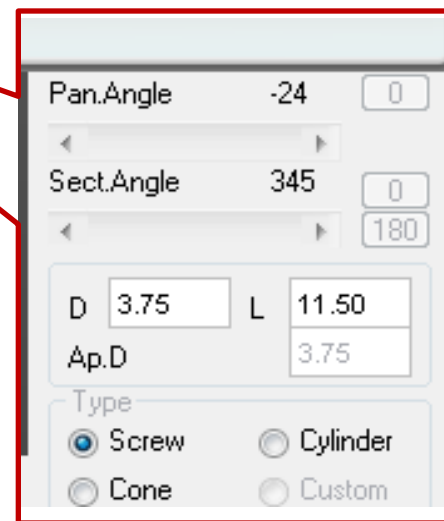 Pan.Angle -24 0
Sect.Angle 345 0
180
D 3.75 L 11.50
Ap.D 3.75
Type
Screw Cylinder
Cone Custom